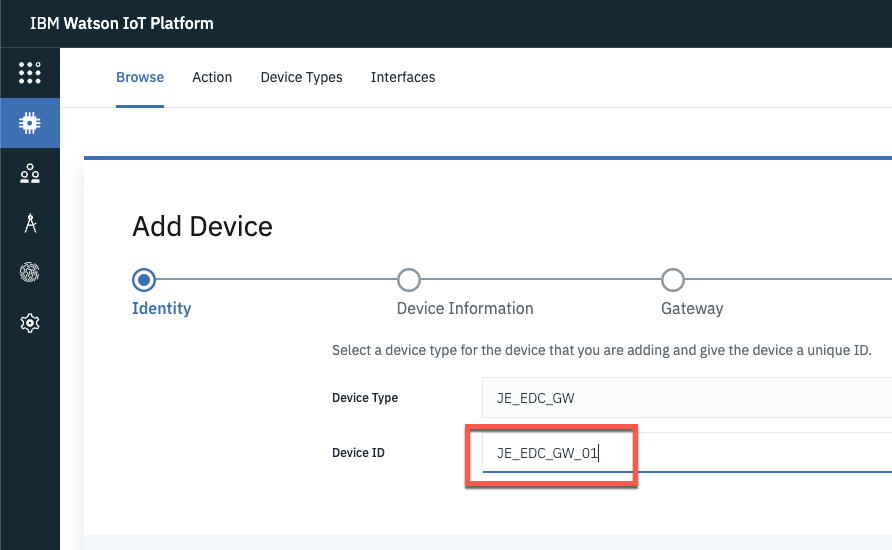 IBM Watson IoT Platform
Browse Action Device Types Interfaces
Add Device
Identity Device Information Gateway
Select a device type for the device that you are adding and give the device a unique ID.
Device Type JE_EDC_GW
Device ID JE_EDC_GW_01